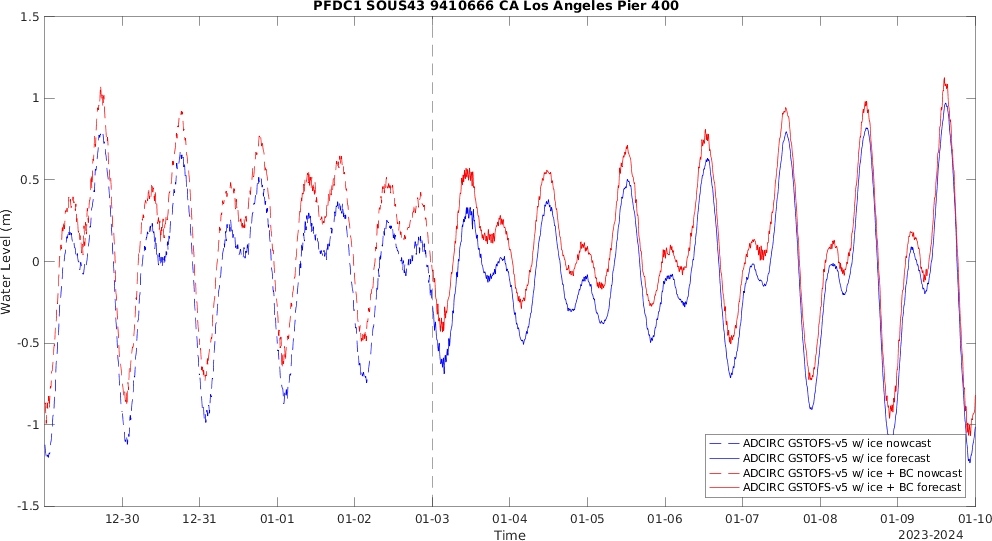 PFDC1 SOUS43 9410666 CA Los Angeles Pier 400
1.5
1
0.5
0
-0.5
-1
-1.5
Water Level (m)
ADCIRC GSTOFS-v5 w/ ice nowcast
ADCIRC GSTOFS-v5 w/ ice forecast
ADCIRC GSTOFS-v5 w/ ice + BC nowcast
ADCIRC GSTOFS-v5 w/ ice + BC forecast
12-30 12-31 01-01 01-02 01-03 01-04 01-05 01-06 01-07 01-08 01-09 01-10
Time
2023-2024